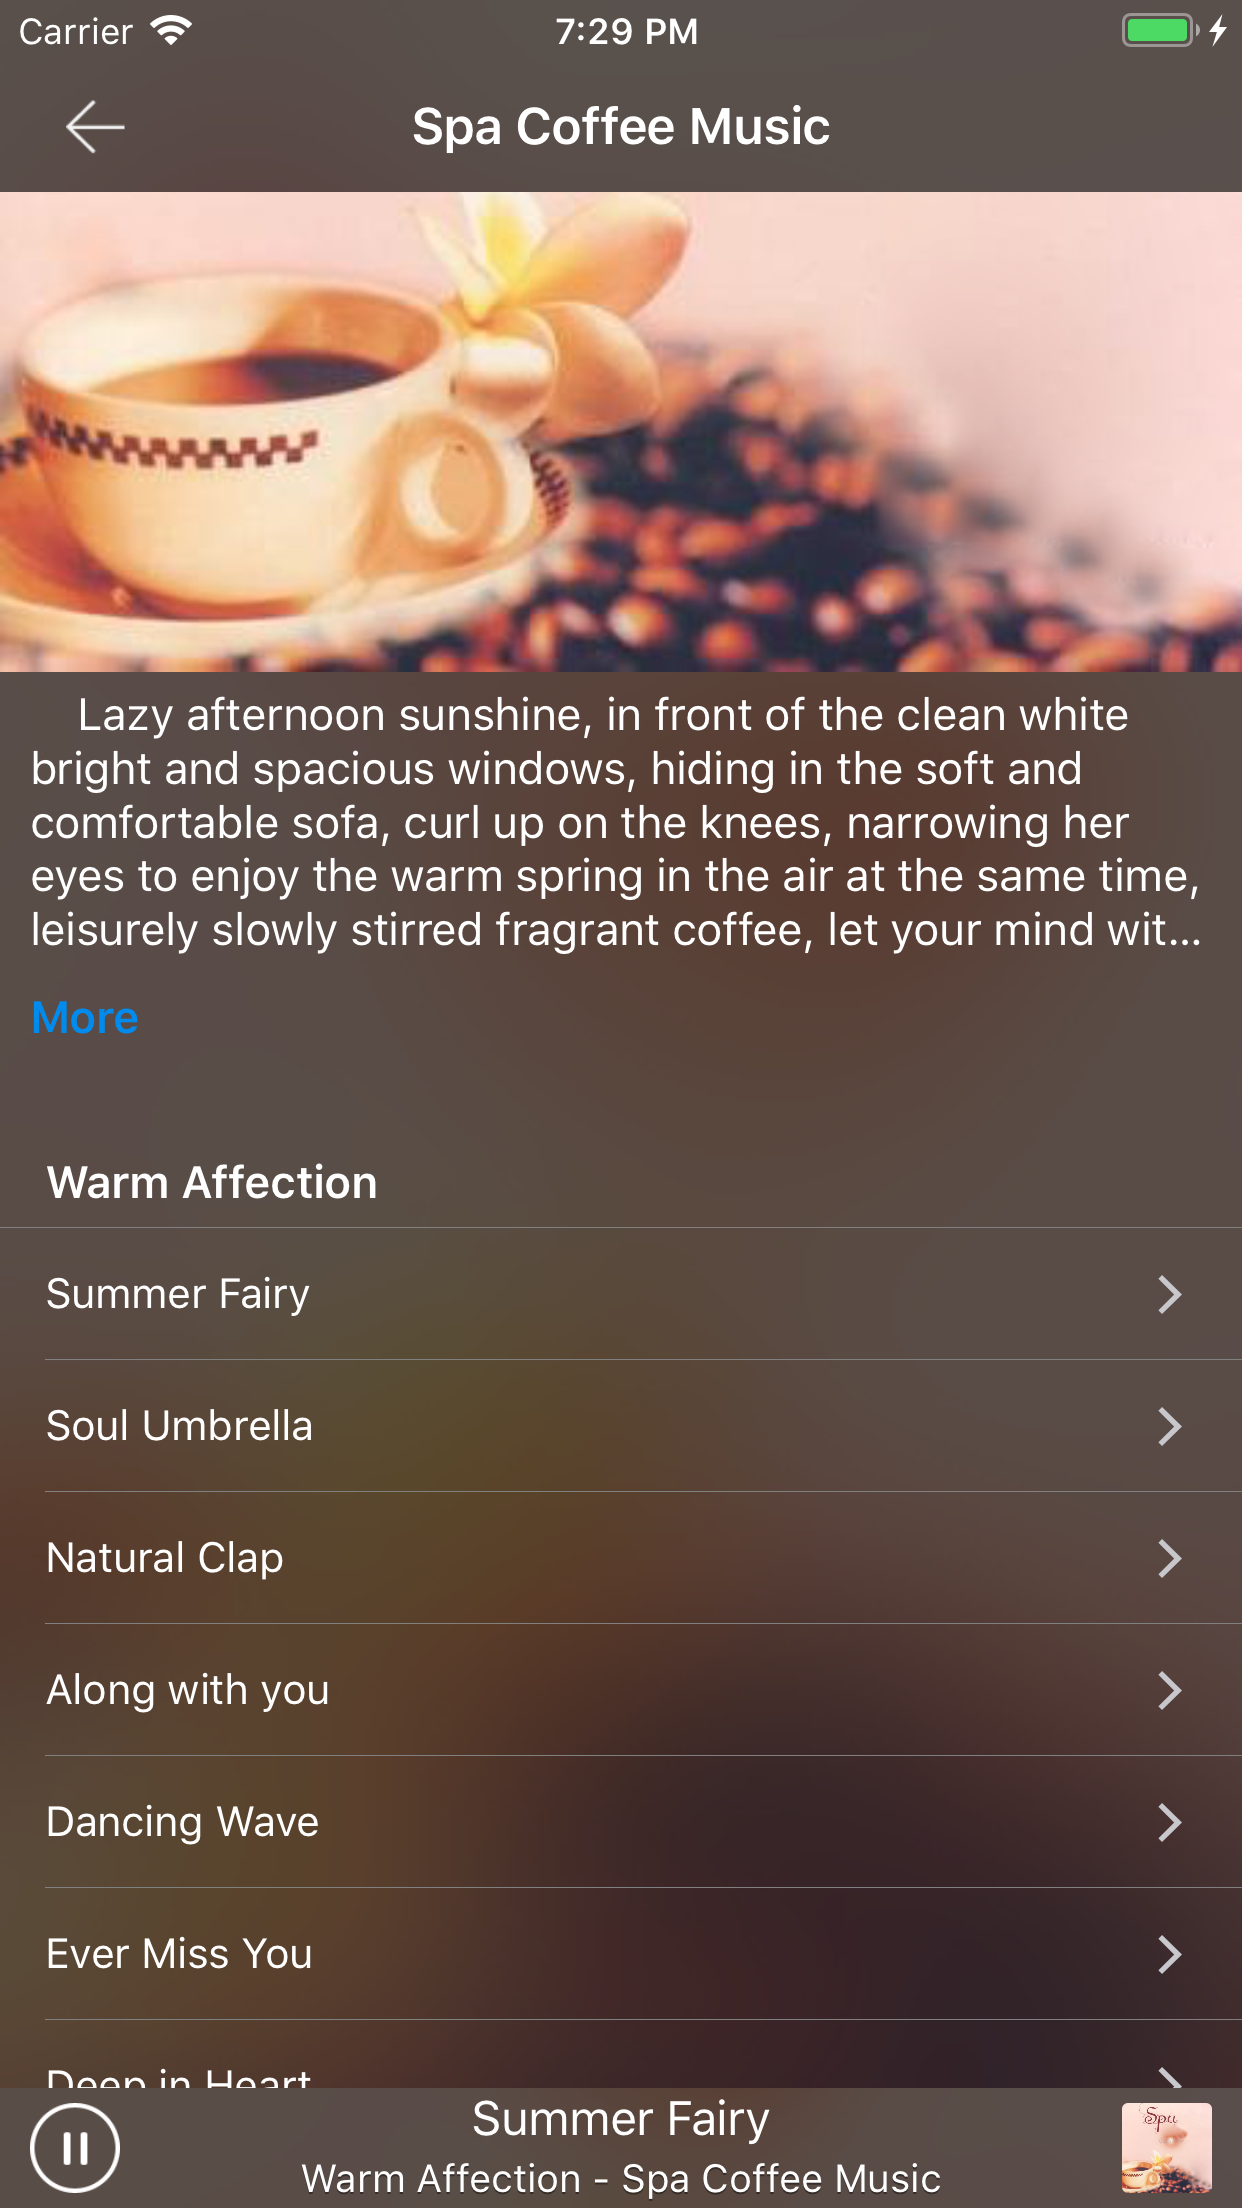 Carrier
7:29 PM
Spa Coffee Music
Lazy afternoon sunshine, in front of the clean white
bright and spacious windows, hiding in the soft and
comfortable sofa, curl up on the knees, narrowing her
eyes to enjoy the warm spring in the air at the same time,
leisurely slowly stirred fragrant coffee, let your mind wit...
More
Warm Affection
Summer Fairy
Soul Umbrella
Natural Clap
Along with you
Dancing Wave
Ever Miss You
Deep in Heart
Summer Fairy
Warm Affection - Spa Coffee Music
Spa